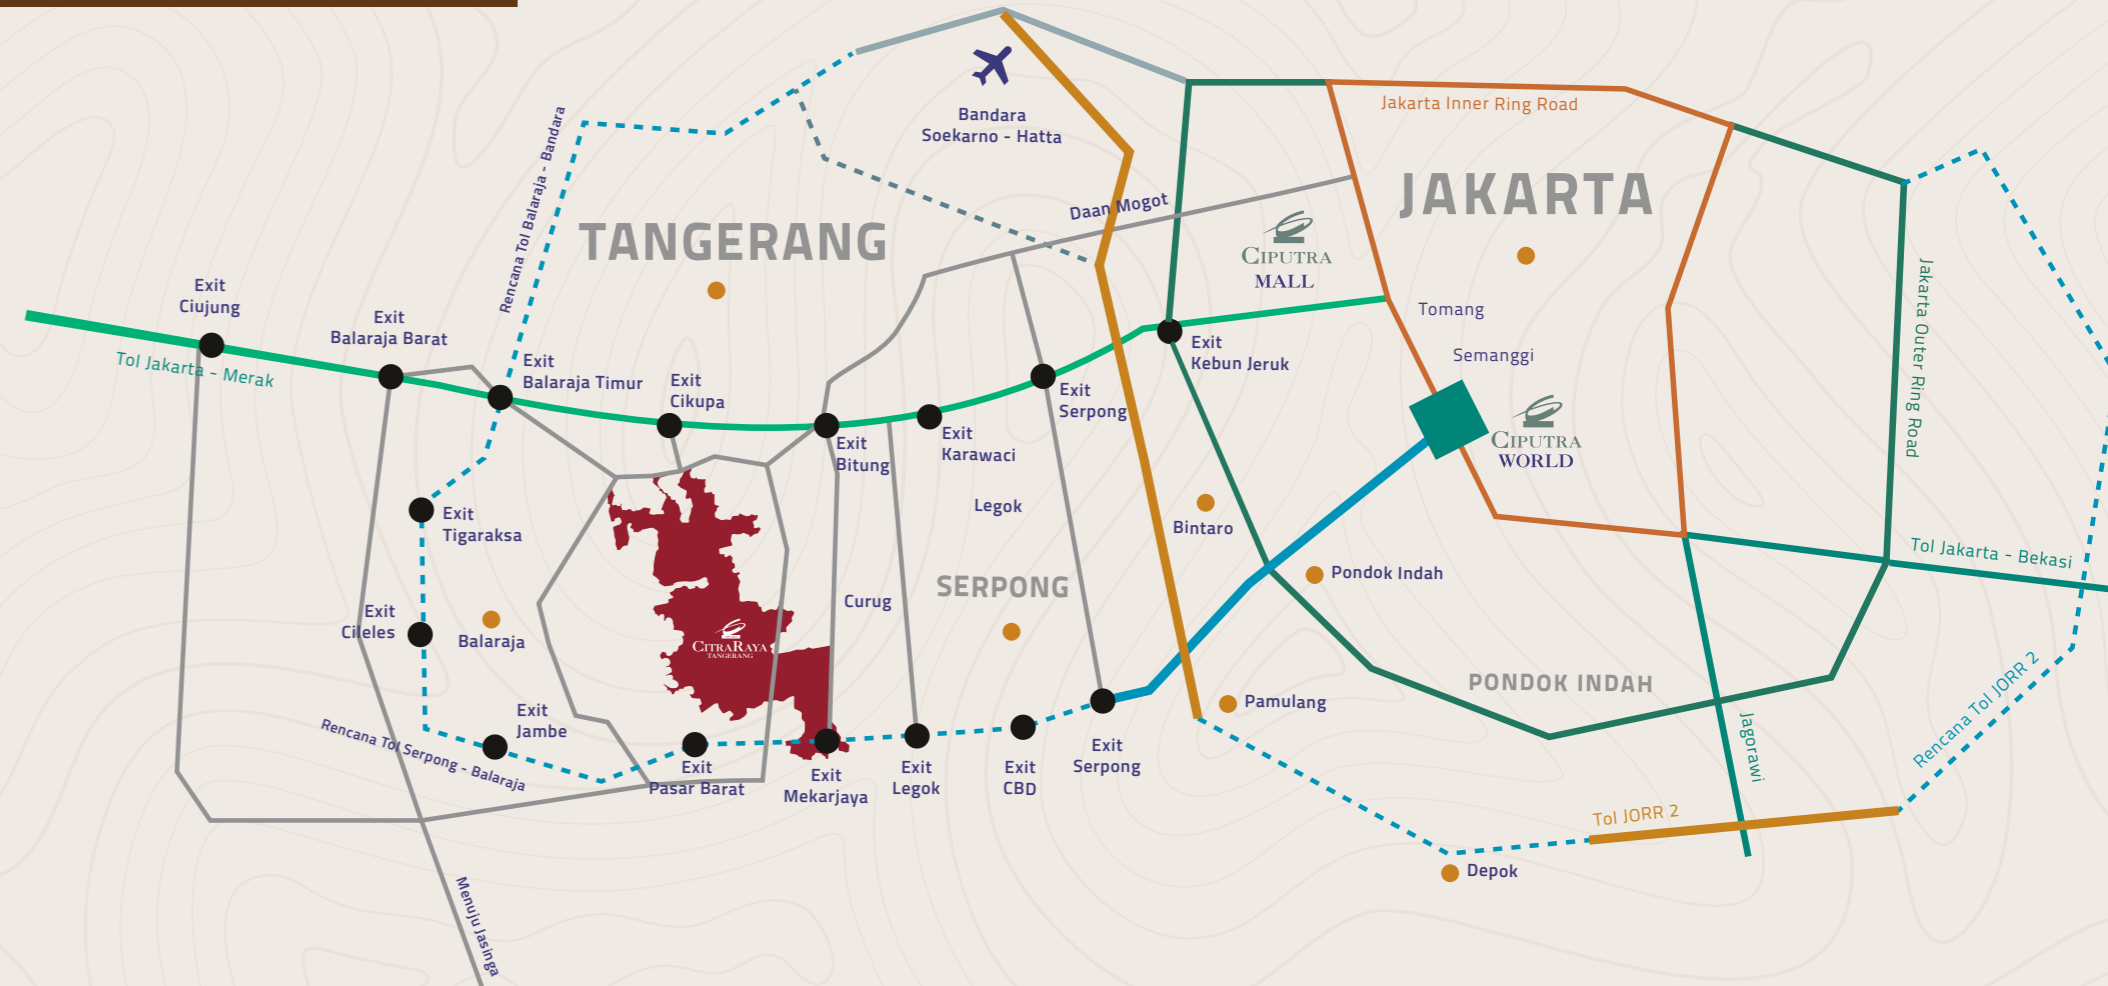 Jakarta Inner Ring Road
Bandara
Soekarno - Hatta
Rencana Tol Balaraja - Bandara
JAKARTA
Daan Mogot
TANGERANG
CIPUTRA
MALL
Exit
Ciujung
Exit
Balaraja Barat
Tol Jakarta - Merak
Exit
Balaraja Timur
Exit
Cikupa
Exit
Kebun Jeruk
Tomang
Semanggi
Jakarta Outer Ring Road
Exit
Serpong
CIPUTRA
WORLD
Exit
Bitung
Exit
Karawaci
Legok
Exit
Tigaraksa
Bintaro
Tol Jakarta - Bekasi
Pondok Indah
SERPONG
Curug
Exit
Cileles
Balaraja
CITRARAYA
TANGERANG
PONDOK INDAH
Pamulang
Rencana Tol JORR 2
Exit
Jambe
Rencana Tol Serpong - Balaraja
Jagorawi
Exit
Pasar Barat
Exit
Mekarjaya
Exit
Legok
Exit
CBD
Exit
Serpong
Tol JORR 2
Depok
Menuju Jasinga